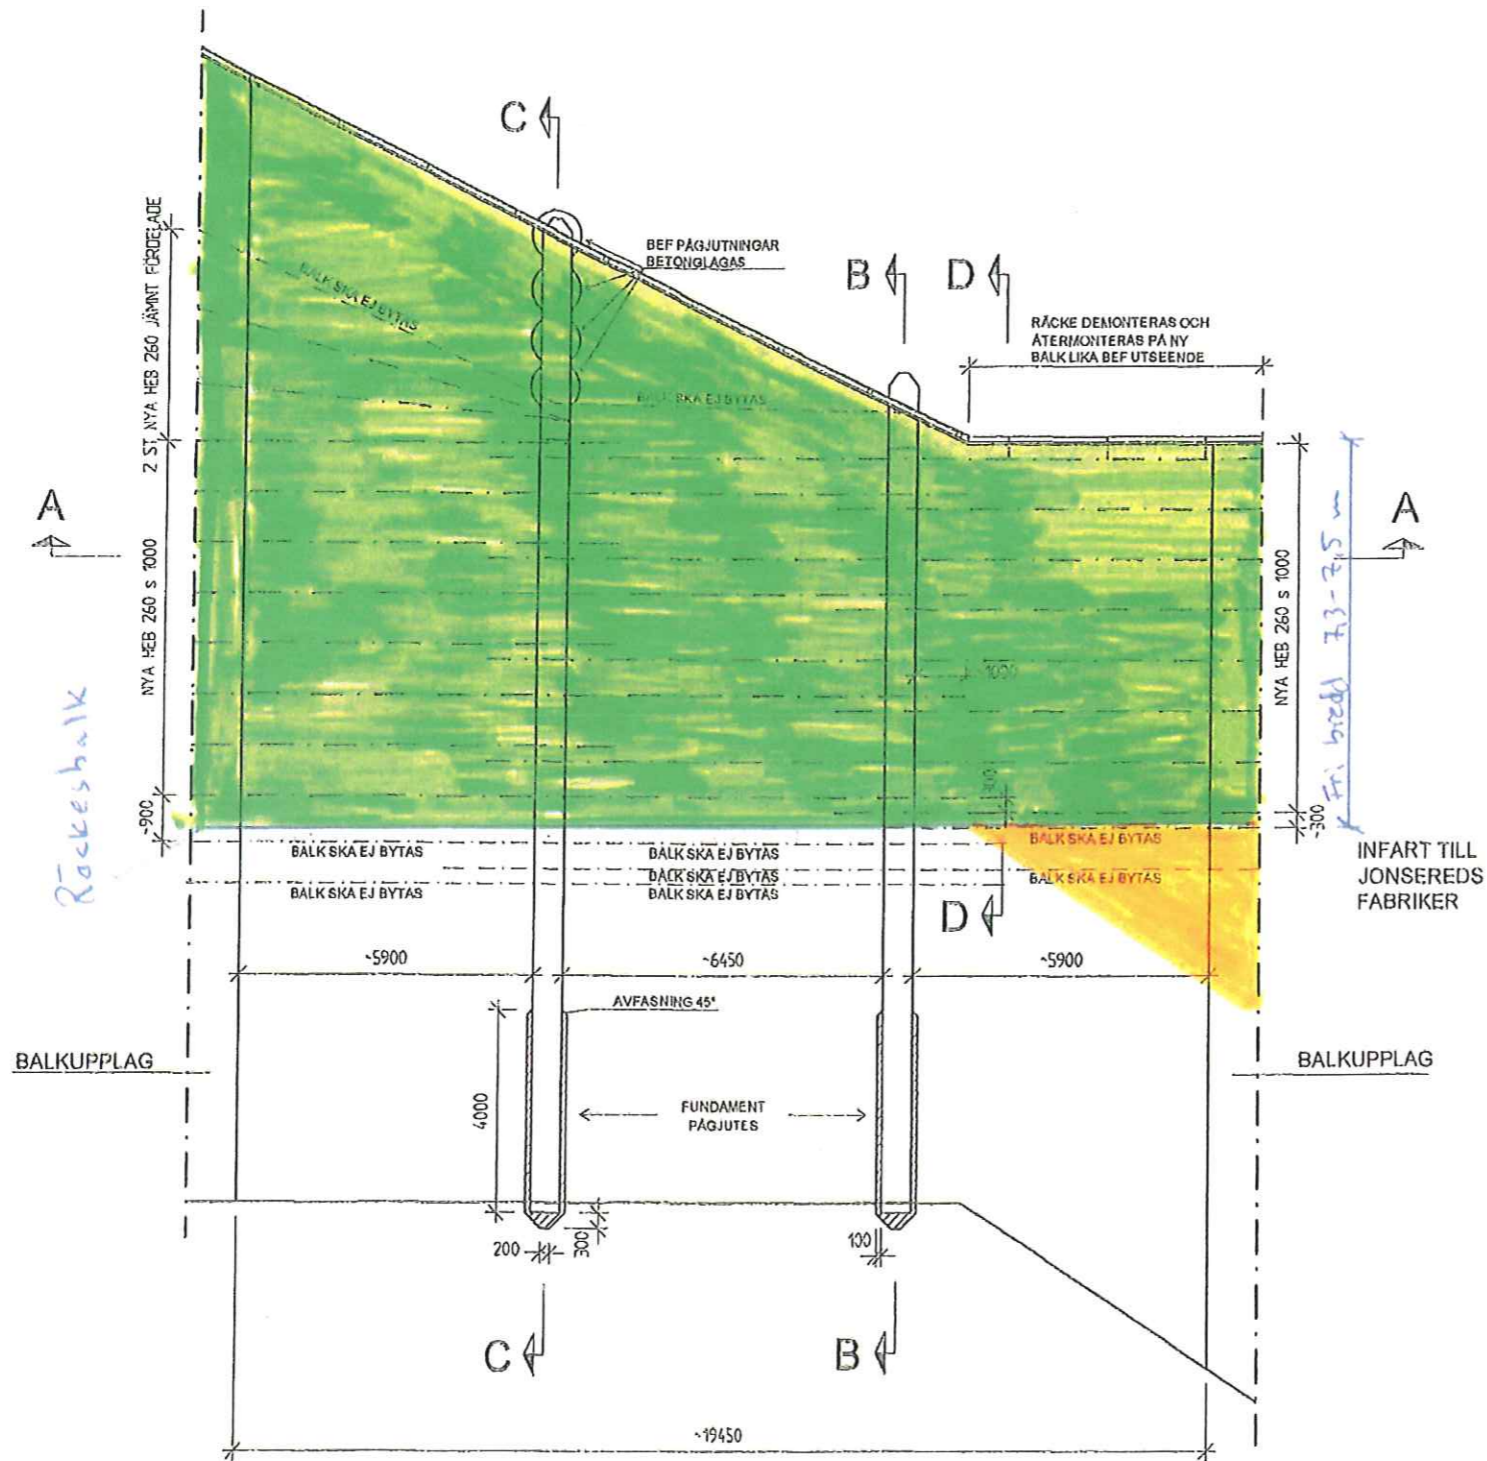 C
BEF PÅGJUTNINGAR
BETONGLAGAS
B
D
RÄCKE DEMONTERAS OCH
ÅTERMONTERAS PÅ NY
BALK LIKA BEF UTSEENDE
2 ST NYA HEB 260 JÄMNT FÖRDELADE
BALK SKA EJ BYTAS
BALK SKA EJ BYTAS
A
A
NYA HEB 260 s 1000
NYA HEB 260 s 1000
Fri bredd 7,3-7,5 m
~1000
Räckesbalk
~900
300
BALK SKA EJ BYTAS
BALK SKA EJ BYTAS
BALK SKA EJ BYTAS
BALK SKA EJ BYTAS
BALK SKA EJ BYTAS
BALK SKA EJ BYTAS
BALK SKA EJ BYTAS
INFART TILL
JONSEREDS
FABRIKER
D
~5900
~6450
~5900
AVFASNING 45°
BALKUPPLAG
BALKUPPLAG
4000
FUNDAMENT
PÅGJUTES
200
300
100
C
B
~19450